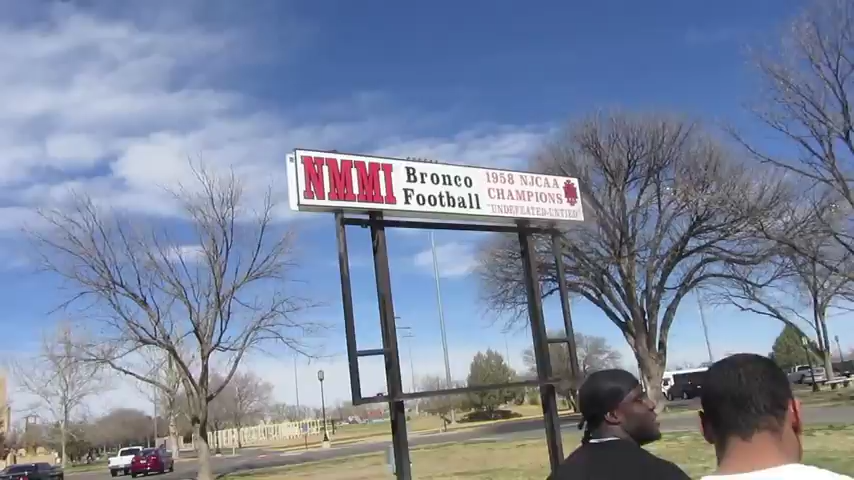 NMMI
Bronco
Football
1958 NJCAA
CHAMPIONS
"UNDEFEATED-UNTIED"